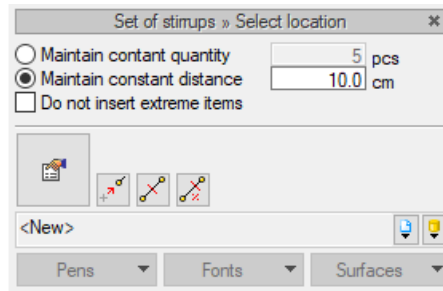 Set of stirrups » Select location
Maintain contant quantity 5 pcs
Maintain constant distance 10.0 cm
Do not insert extreme items
<New>
Pens Fonts Surfaces